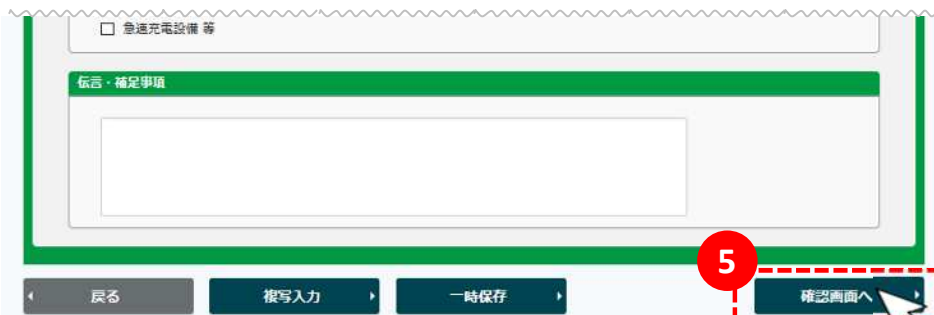 急速充電設備 等
伝言・補足事項
5
戻る
複写入力
一時保存
確認画面へ